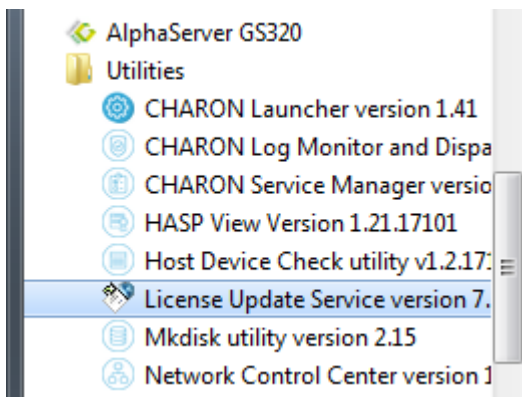 AlphaServer GS320
Utilities
CHARON Launcher version 1.41
CHARON Log Monitor and Dispa
CHARON Service Manager versio
HASP View Version 1.21.17101
Host Device Check utility v1.2.171
License Update Service version 7.
Mkdisk utility version 2.15
Network Control Center version 1